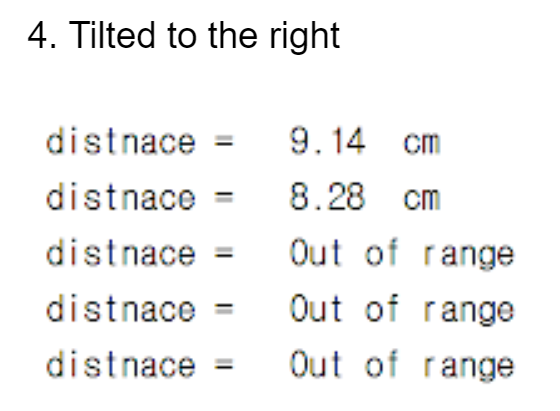 4. Tilted to the right
distnace = 9.14 cm
distnace = 8.28 cm
distnace = Out of range
distnace = Out of range
distnace = Out of range